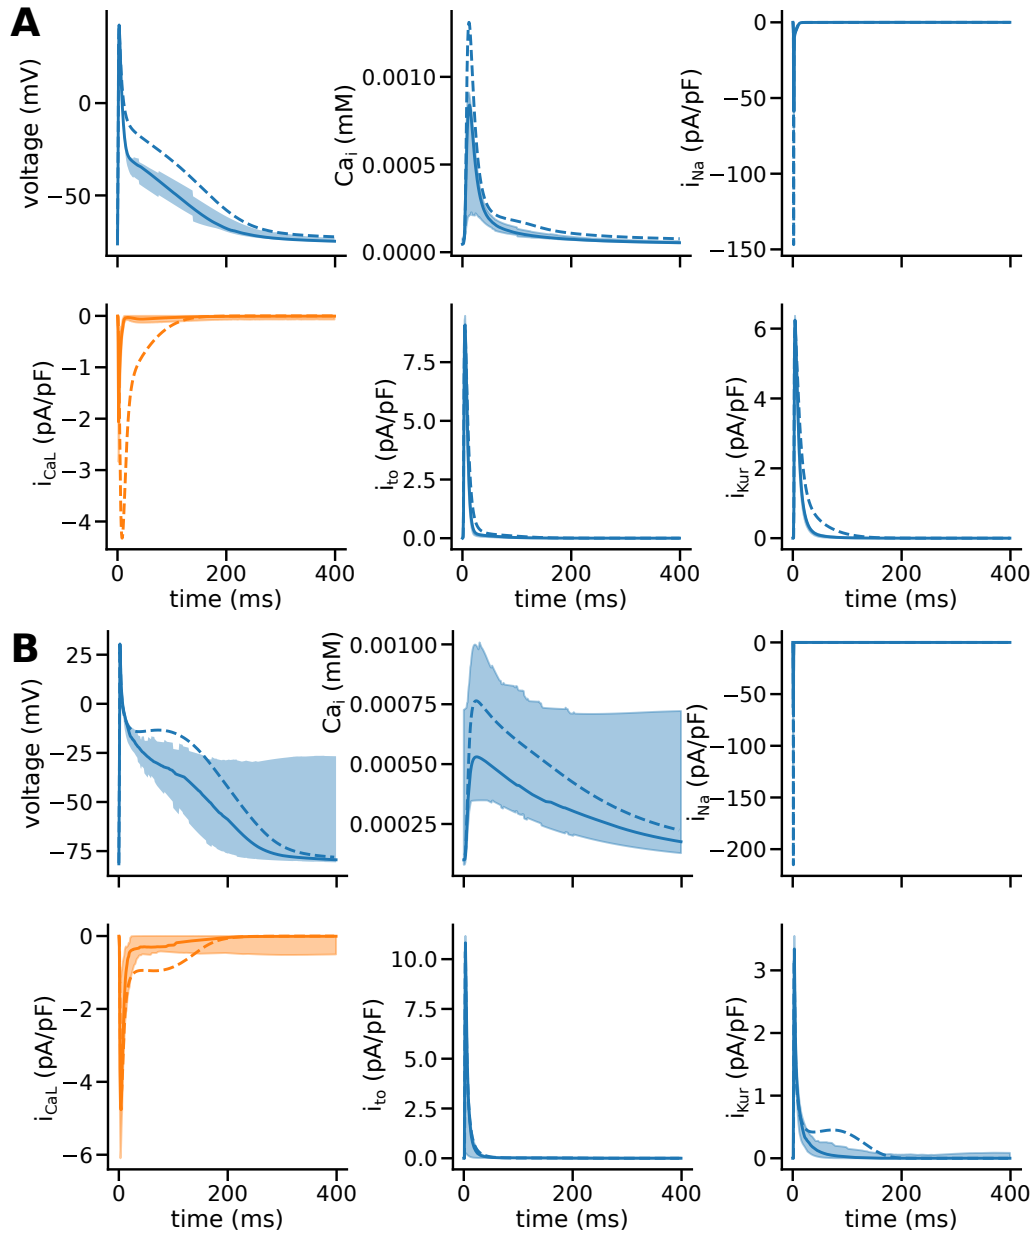 A
voltage (mV)
0
−50
Ca_i (mM)
0.0010
0.0005
0.0000
i_Na (pA/pF)
0
−50
−100
−150
i_CaL (pA/pF)
0
−1
−2
−3
−4
0 200 400
time (ms)
i_to (pA/pF)
7.5
5.0
2.5
0.0
0 200 400
time (ms)
i_Kur (pA/pF)
6
4
2
0
0 200 400
time (ms)
B
voltage (mV)
25
0
−25
−50
−75
Ca_i (mM)
0.00100
0.00075
0.00050
0.00025
i_Na (pA/pF)
0
−50
−100
−150
−200
i_CaL (pA/pF)
0
−2
−4
−6
0 200 400
time (ms)
i_to (pA/pF)
10.0
7.5
5.0
2.5
0.0
0 200 400
time (ms)
i_Kur (pA/pF)
3
2
1
0
0 200 400
time (ms)